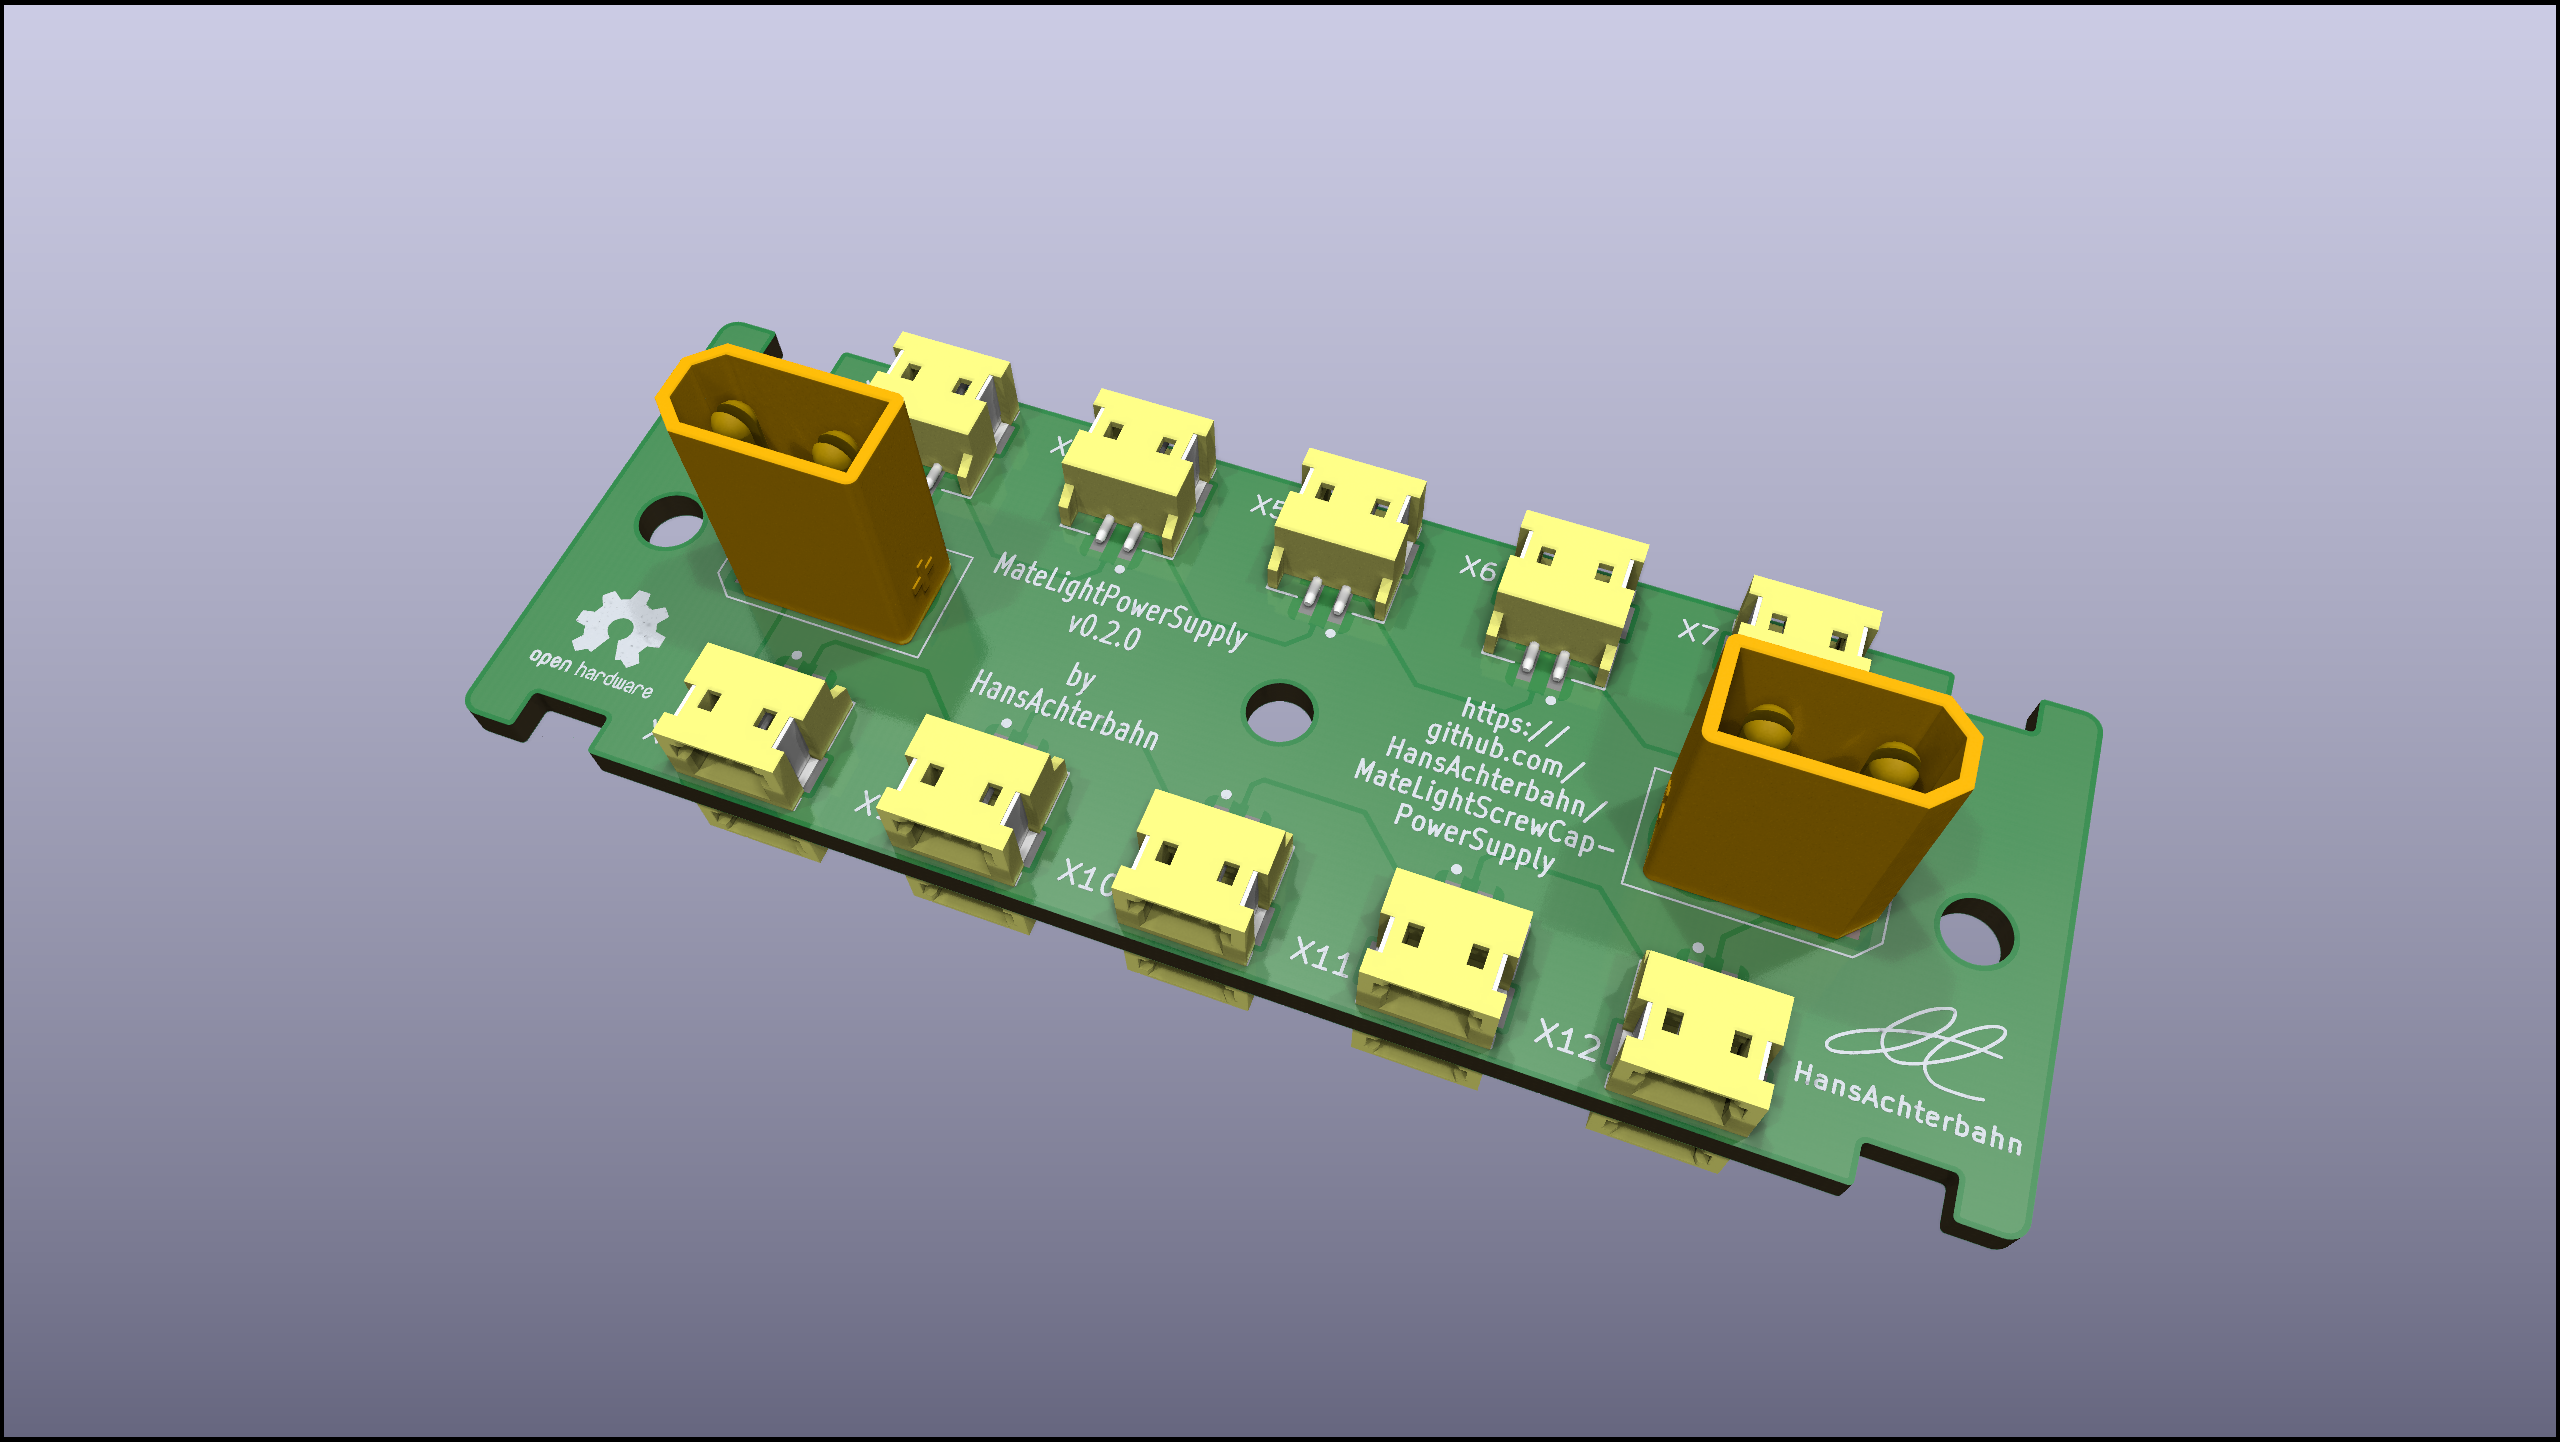 X5
X6
X7
MateLightPowerSupply
v0.2.0
by
HansAchterbahn
open hardware
https://
github.com/
HansAchterbahn/
MateLightScrewCap-
PowerSupply
X10
X11
X12
HansAchterbahn